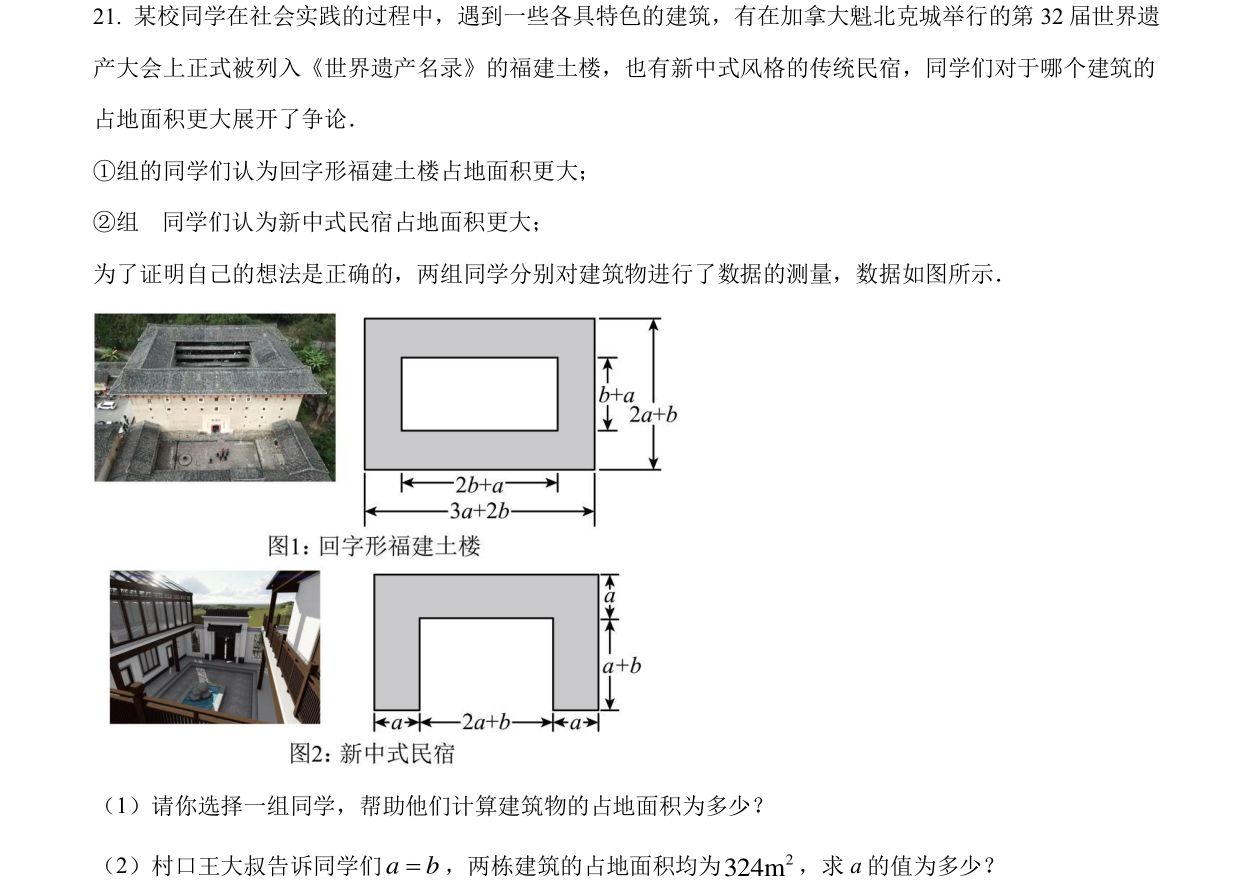 21. 某校同学在社会实践的过程中，遇到一些各具特色的建筑，有在加拿大魁北克城举行的第 32 届世界遗
产大会上正式被列入《世界遗产名录》的福建土楼，也有新中式风格的传统民宿，同学们对于哪个建筑的
占地面积更大展开了争论．
①组的同学们认为回字形福建土楼占地面积更大；
②组 同学们认为新中式民宿占地面积更大；
为了证明自己的想法是正确的，两组同学分别对建筑物进行了数据的测量，数据如图所示．
b+a
2a+b
2b+a
3a+2b
图1：回字形福建土楼
a
a+b
a 2a+b a
图2：新中式民宿
（1）请你选择一组同学，帮助他们计算建筑物的占地面积为多少？
（2）村口王大叔告诉同学们 a = b，两栋建筑的占地面积均为 324m²，求 a 的值为多少？